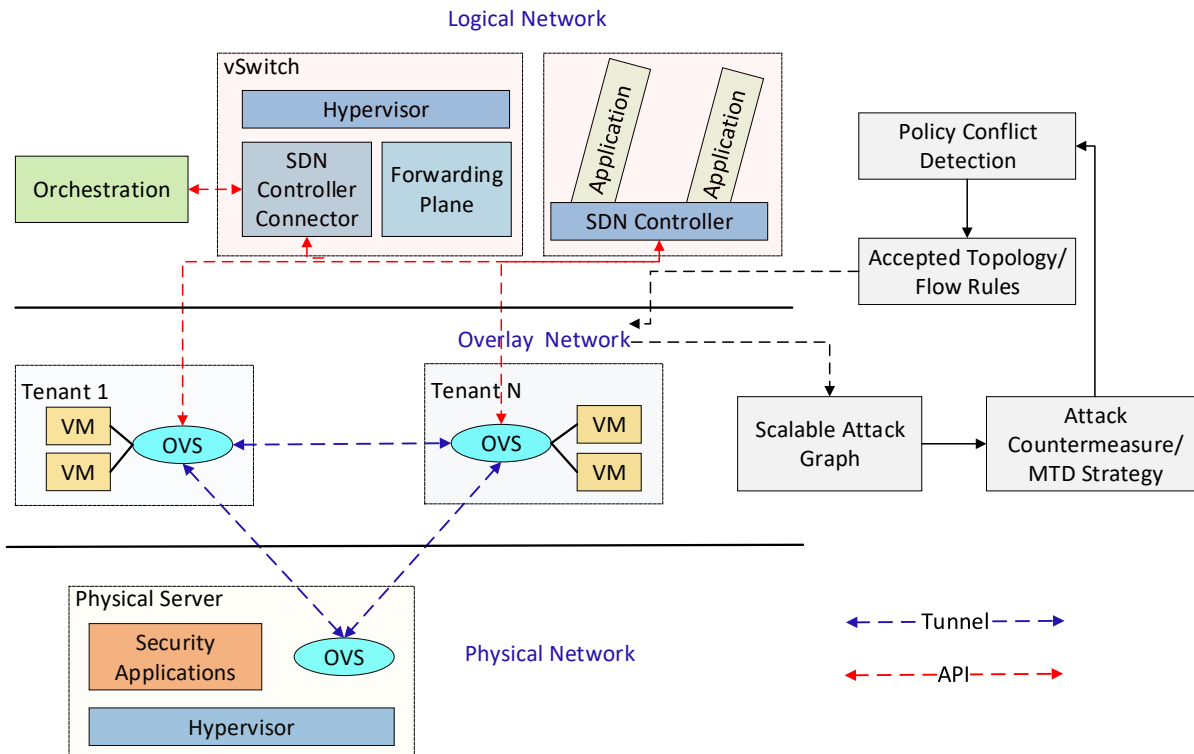 Logical Network
vSwitch
Hypervisor
SDN
Controller
Connector
Forwarding
Plane
Orchestration
Application
Application
SDN Controller
Policy Conflict
Detection
Accepted Topology/
Flow Rules
Overlay Network
Tenant 1
VM
VM
OVS
Tenant N
OVS
VM
VM
Scalable Attack
Graph
Attack
Countermeasure/
MTD Strategy
Physical Server
Security
Applications
OVS
Hypervisor
Physical Network
Tunnel
API